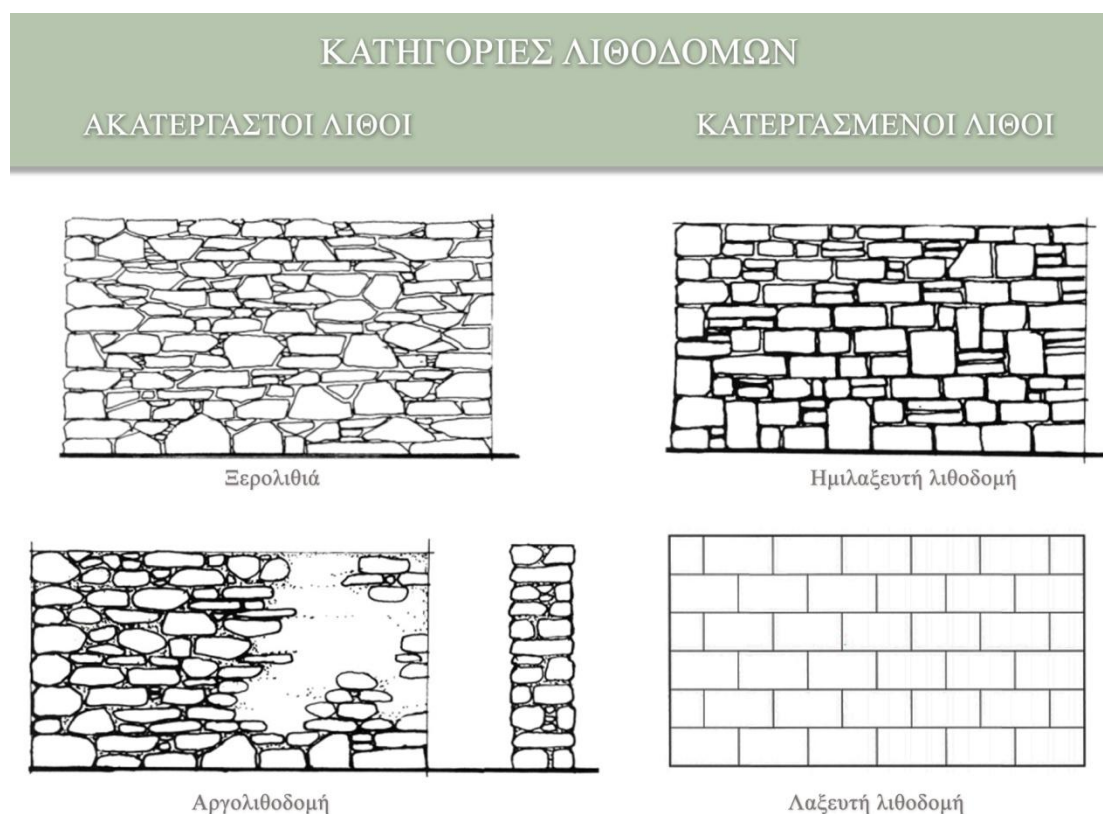 ΚΑΤΗΓΟΡΙΕΣ ΛΙΘΟΔΟΜΩΝ
ΑΚΑΤΕΡΓΑΣΤΟΙ ΛΙΘΟΙ
ΚΑΤΕΡΓΑΣΜΕΝΟΙ ΛΙΘΟΙ
Ξερολιθιά
Ημιλαξευτή λιθοδομή
Αργολιθοδομή
Λαξευτή λιθοδομή